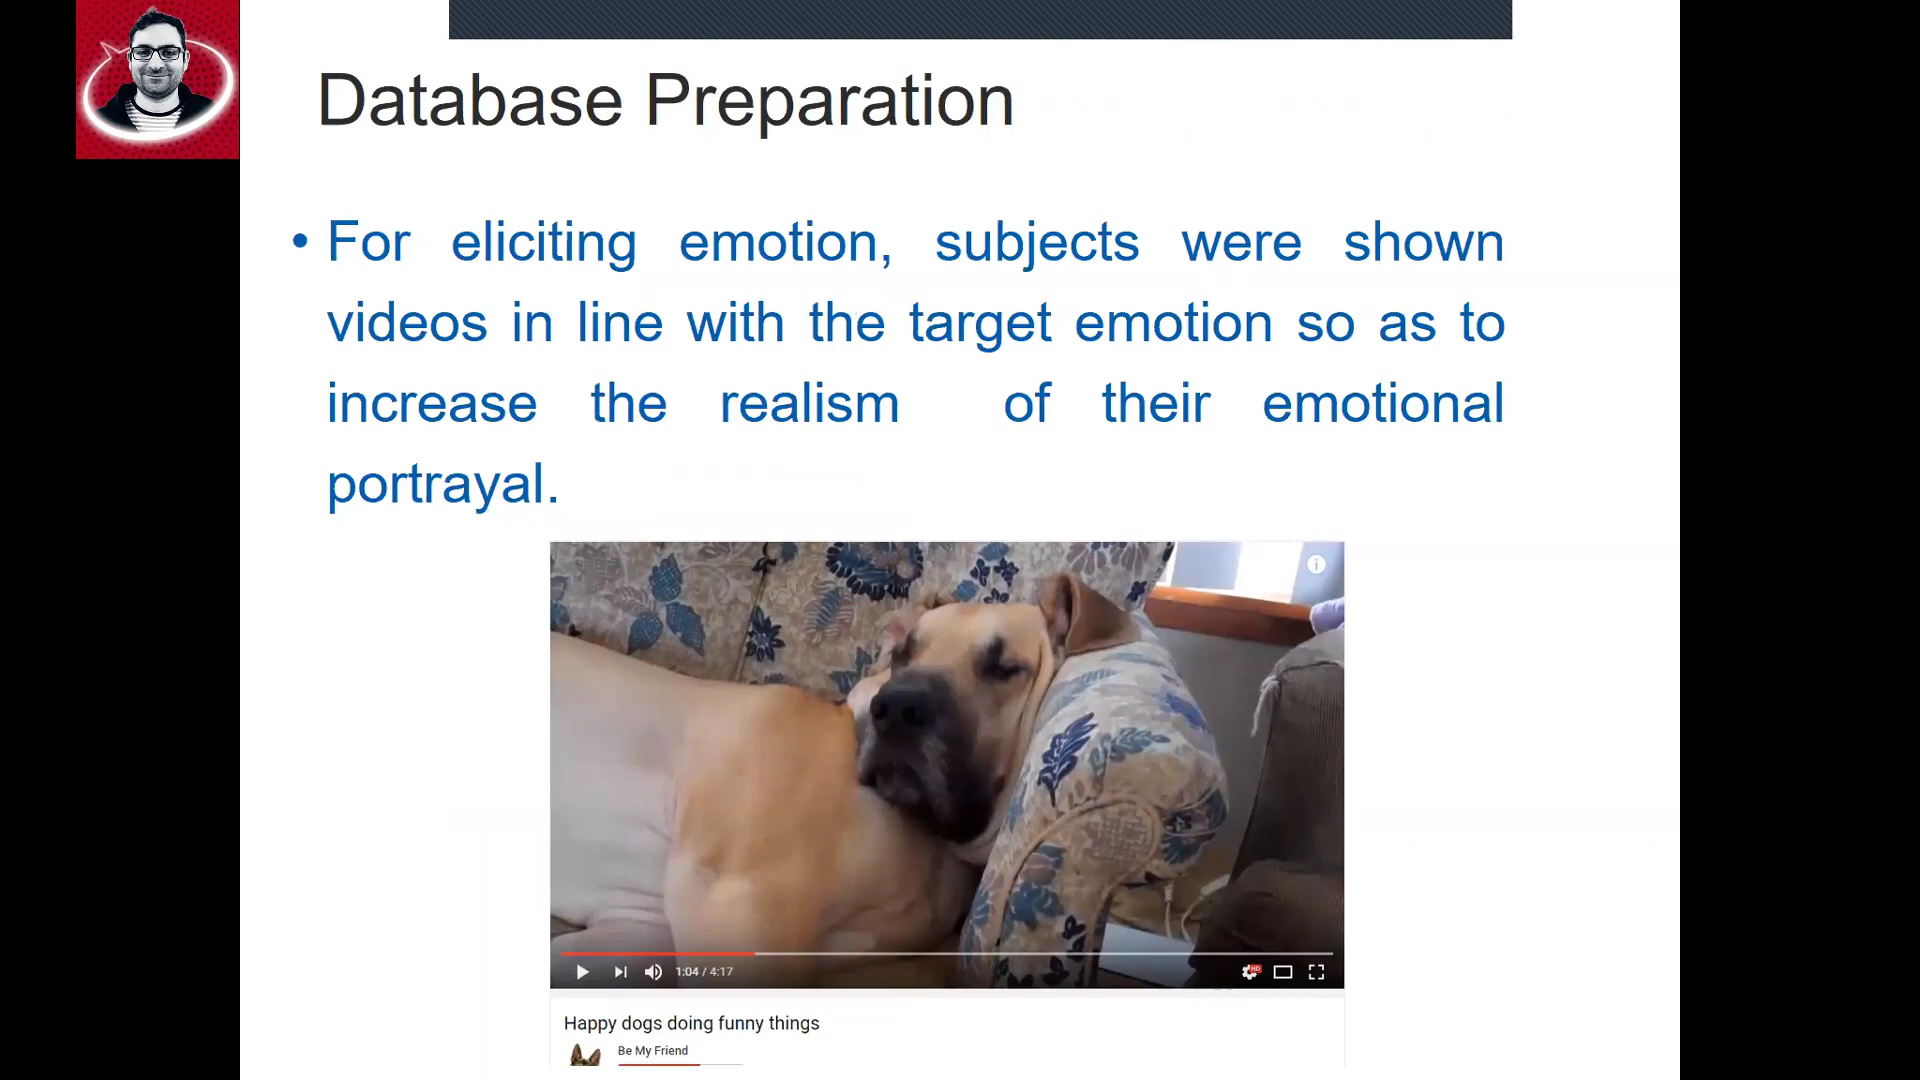 Database Preparation
• For eliciting emotion, subjects were shown
videos in line with the target emotion so as to
increase the realism of their emotional
portrayal.
1:04 / 4:17
HD
Happy dogs doing funny things
Be My Friend